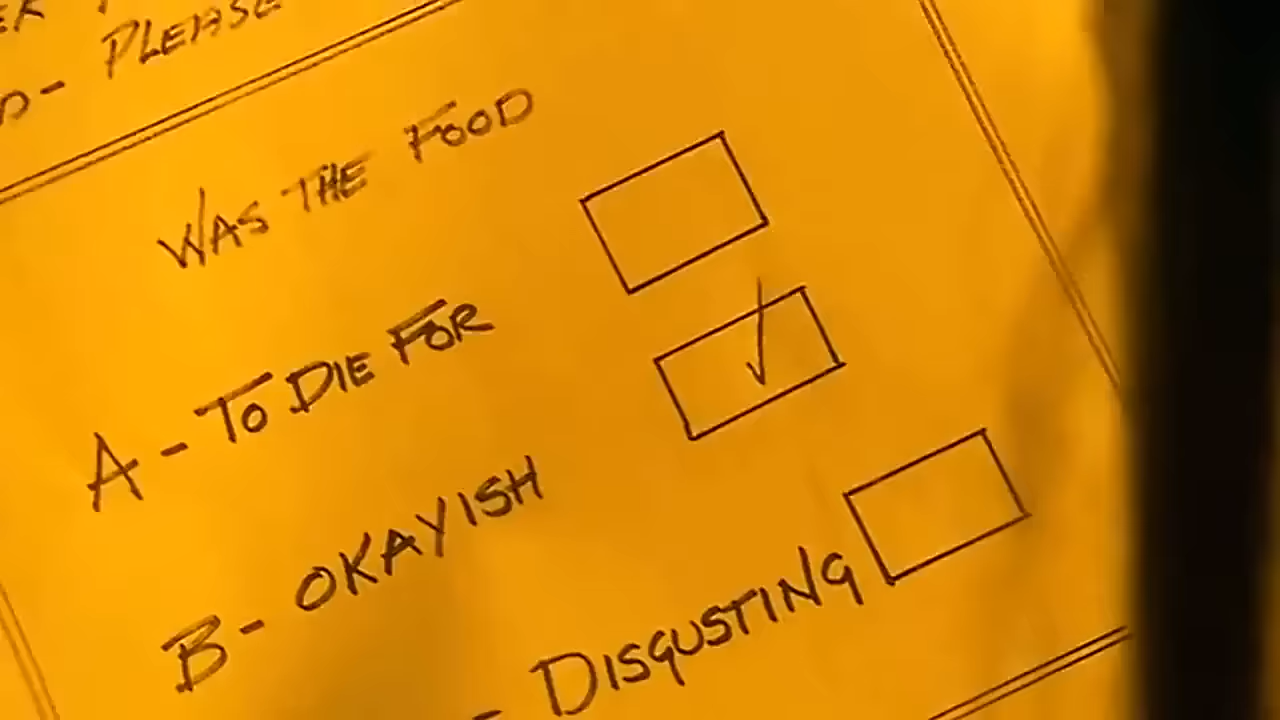 PLEASE
WAS THE FOOD
A - TO DIE FOR
B - OKAYISH
- DISGUSTING